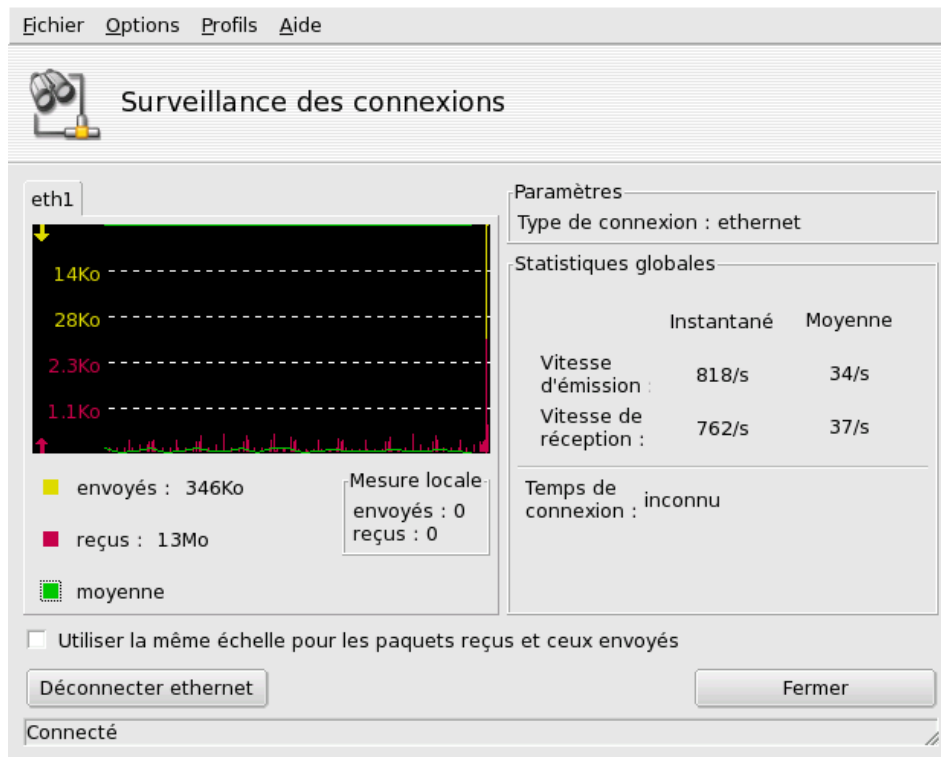 Fichier Options Profils Aide
Surveillance des connexions
eth1
14Ko
28Ko
2.3Ko
1.1Ko
envoyés : 346Ko
reçus : 13Mo
moyenne
Mesure locale
envoyés : 0
reçus : 0
Paramètres
Type de connexion : ethernet
Statistiques globales
Instantané Moyenne
Vitesse
d'émission : 818/s 34/s
Vitesse de
réception : 762/s 37/s
Temps de
connexion : inconnu
Utiliser la même échelle pour les paquets reçus et ceux envoyés
Déconnecter ethernet Fermer
Connecté